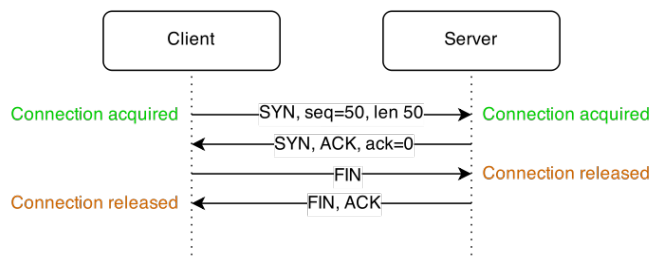 Client
Server
Connection acquired
SYN, seq=50, len 50
Connection acquired
SYN, ACK, ack=0
FIN
Connection released
Connection released
FIN, ACK